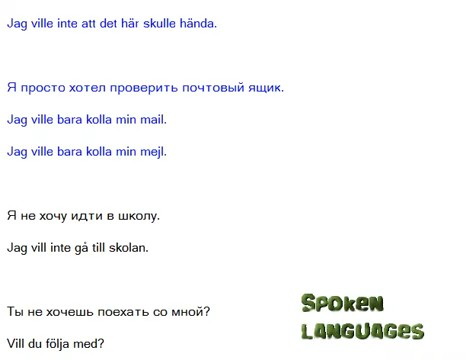 Jag ville inte att det här skulle hända.
Я просто хотел проверить почтовый ящик.
Jag ville bara kolla min mail.
Jag ville bara kolla min mejl.
Я не хочу идти в школу.
Jag vill inte gå till skolan.
Ты не хочешь поехать со мной?
Vill du följa med?
Spoken
Languages